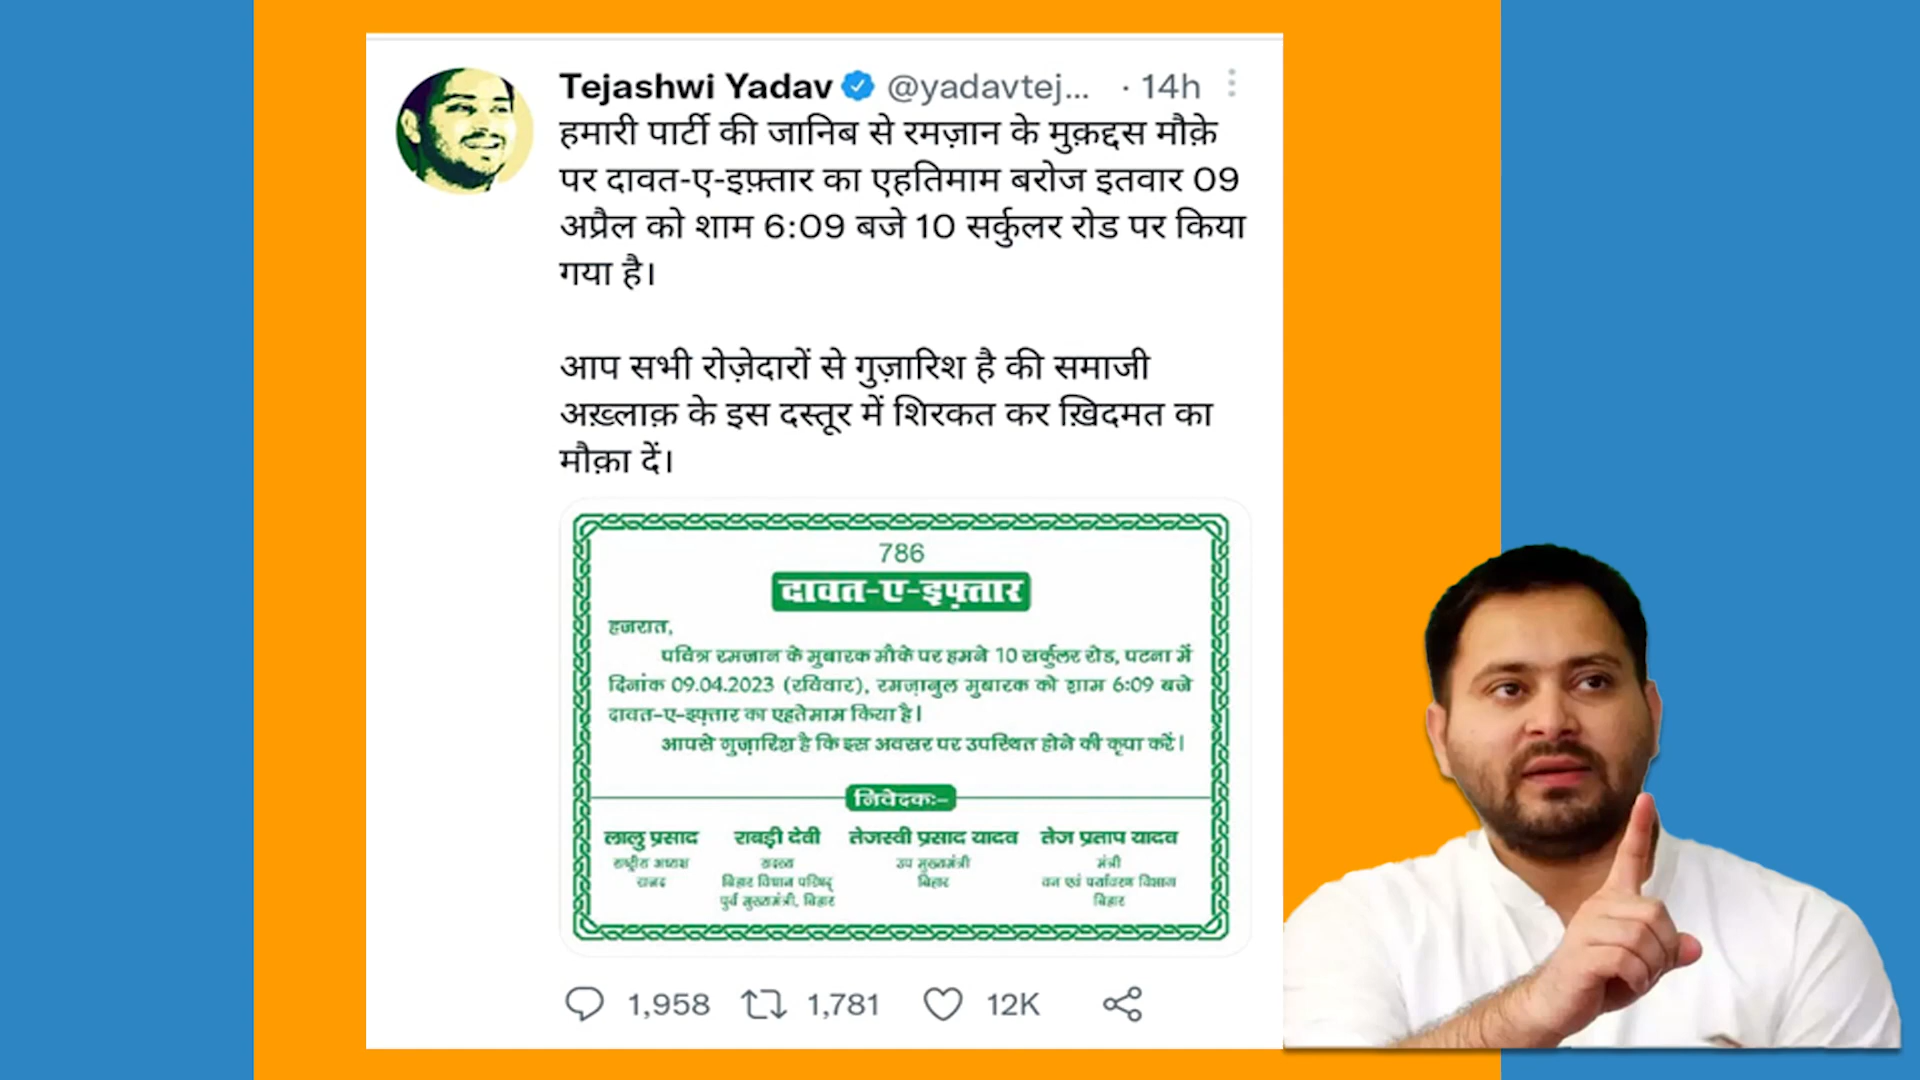 Tejashwi Yadav @yadavtej... · 14h
हमारी पार्टी की जानिब से रमज़ान के मुक़द्दस मौक़े
पर दावत-ए-इफ़्तार का एहतिमाम बरोज इतवार 09
अप्रैल को शाम 6:09 बजे 10 सर्कुलर रोड पर किया
गया है।
आप सभी रोज़ेदारों से गुज़ारिश है की समाजी
अख़्लाक़ के इस दस्तूर में शिरकत कर ख़िदमत का
मौक़ा दें।
786
दावत-ए-इफ़्तार
हजरात,
पवित्र रमजान के मुबारक मौके पर हमने 10 सर्कुलर रोड, पटना में
दिनांक 09.04.2023 (रविवार), रमज़ानुल मुबारक को शाम 6:09 बजे
दावत-ए-इफ़्तार का एहतेमाम किया है।
आपसे गुज़ारिश है कि इस अवसर पर उपस्थित होने की कृपा करें।
निवेदक:-
लालु प्रसाद राबड़ी देवी तेजस्वी प्रसाद यादव तेज प्रताप यादव
राष्ट्रीय अध्यक्ष सदस्य उप मुख्यमंत्री मंत्री
राजद बिहार विधान परिषद् बिहार वन एवं पर्यावरण विभाग
पुर्व मुख्यमंत्री, बिहार बिहार
1,958 1,781 12K